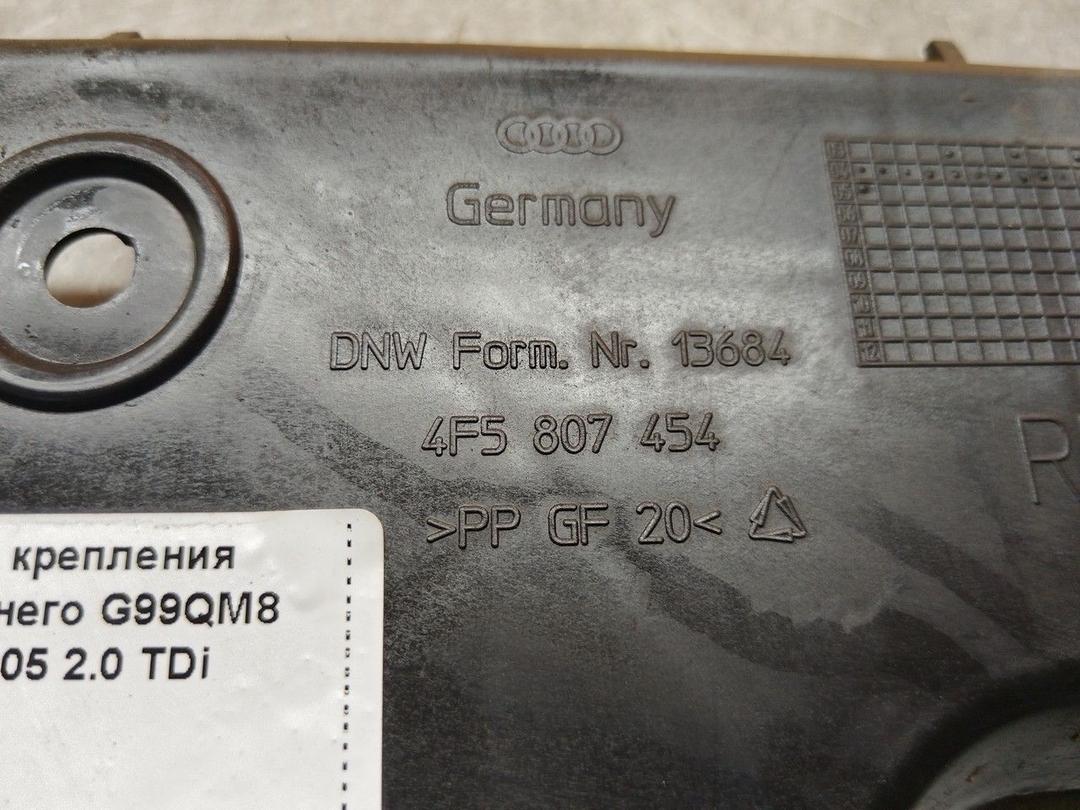 Germany
DNW Form. Nr. 13684
4F5 807 454
>PP GF 20<
R
крепления
него G99QM8
05 2.0 TDi